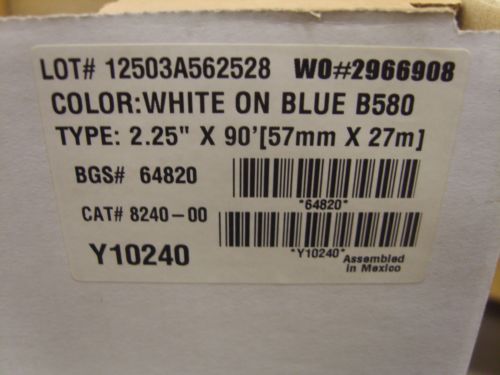 LOT# 12503A562528 WO#2966908
COLOR:WHITE ON BLUE B580
TYPE: 2.25" X 90'[57mm X 27m]
BGS# 64820
*64820*
CAT# 8240-00
Y10240
*Y10240*
Assembled
in Mexico